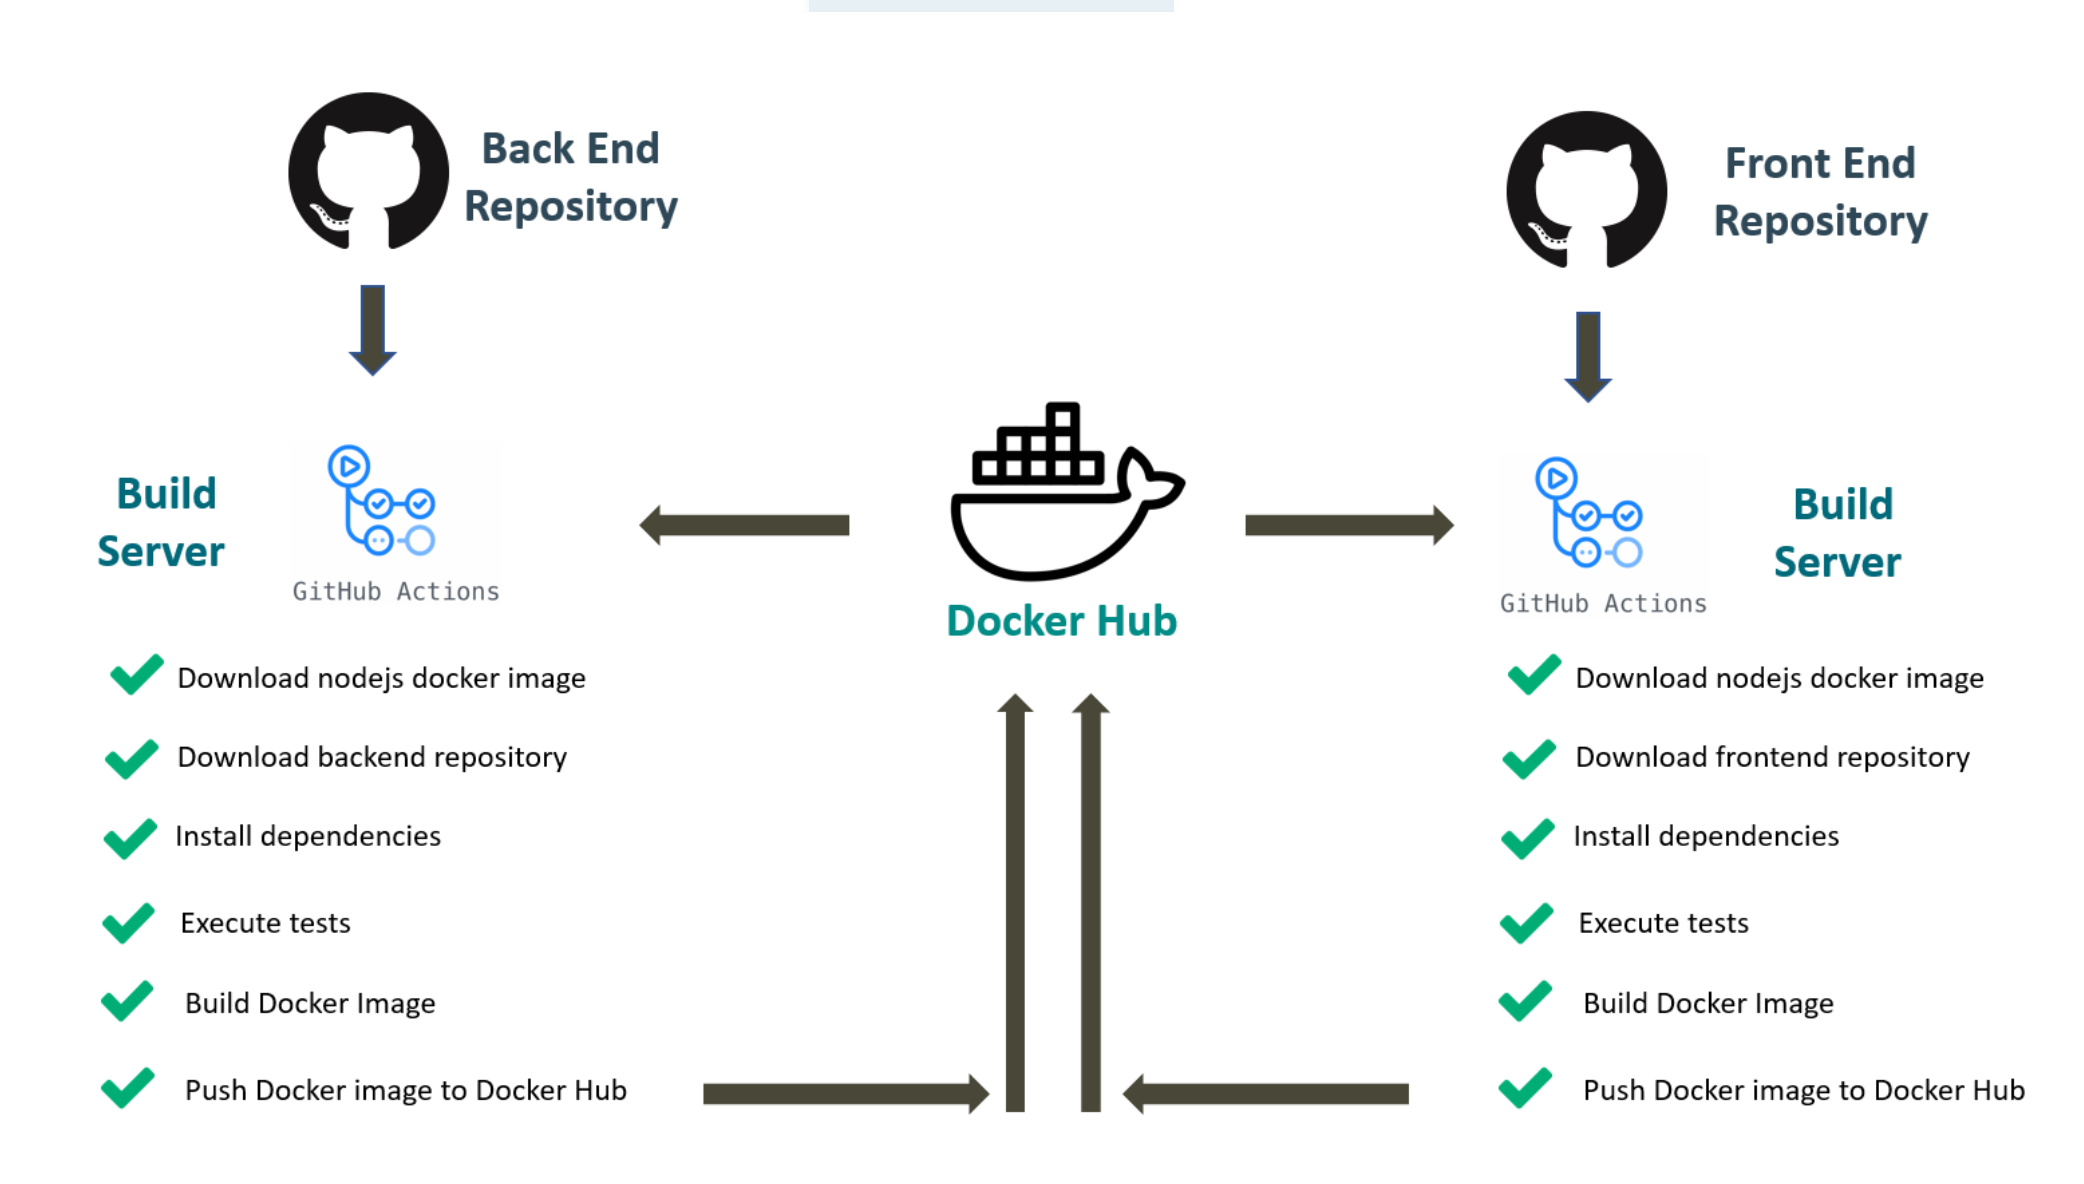 Back End
Repository
Front End
Repository
Build
Server
GitHub Actions
Docker Hub
Build
Server
GitHub Actions
Download nodejs docker image
Download backend repository
Install dependencies
Execute tests
Build Docker Image
Push Docker image to Docker Hub
Download nodejs docker image
Download frontend repository
Install dependencies
Execute tests
Build Docker Image
Push Docker image to Docker Hub